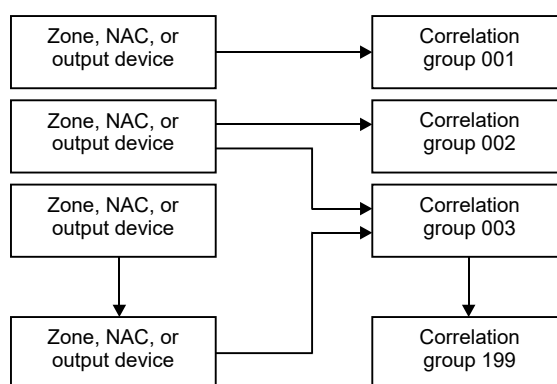 Zone, NAC, or
output device
Correlation
group 001
Zone, NAC, or
output device
Correlation
group 002
Zone, NAC, or
output device
Correlation
group 003
Zone, NAC, or
output device
Correlation
group 199